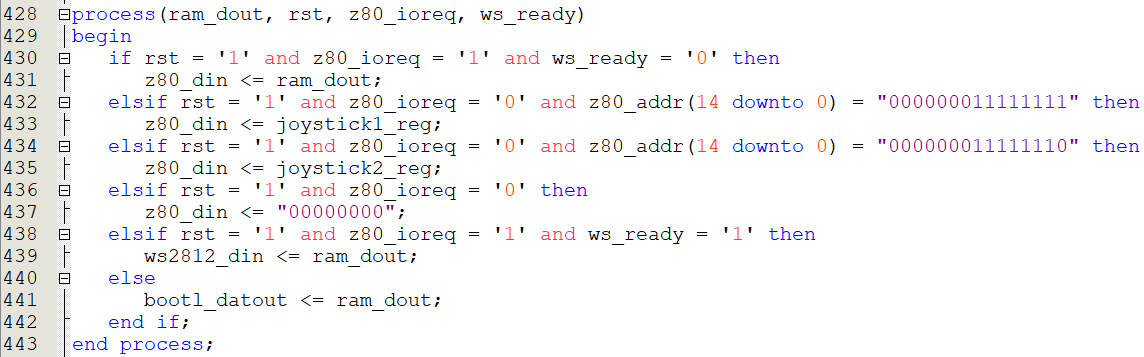 428 process(ram_dout, rst, z80_ioreq, ws_ready)
429 begin
430 if rst = '1' and z80_ioreq = '1' and ws_ready = '0' then
431 z80_din <= ram_dout;
432 elsif rst = '1' and z80_ioreq = '0' and z80_addr(14 downto 0) = "000000011111111" then
433 z80_din <= joystick1_reg;
434 elsif rst = '1' and z80_ioreq = '0' and z80_addr(14 downto 0) = "000000011111110" then
435 z80_din <= joystick2_reg;
436 elsif rst = '1' and z80_ioreq = '0' then
437 z80_din <= "00000000";
438 elsif rst = '1' and z80_ioreq = '1' and ws_ready = '1' then
439 ws2812_din <= ram_dout;
440 else
441 bootl_datout <= ram_dout;
442 end if;
443 end process;